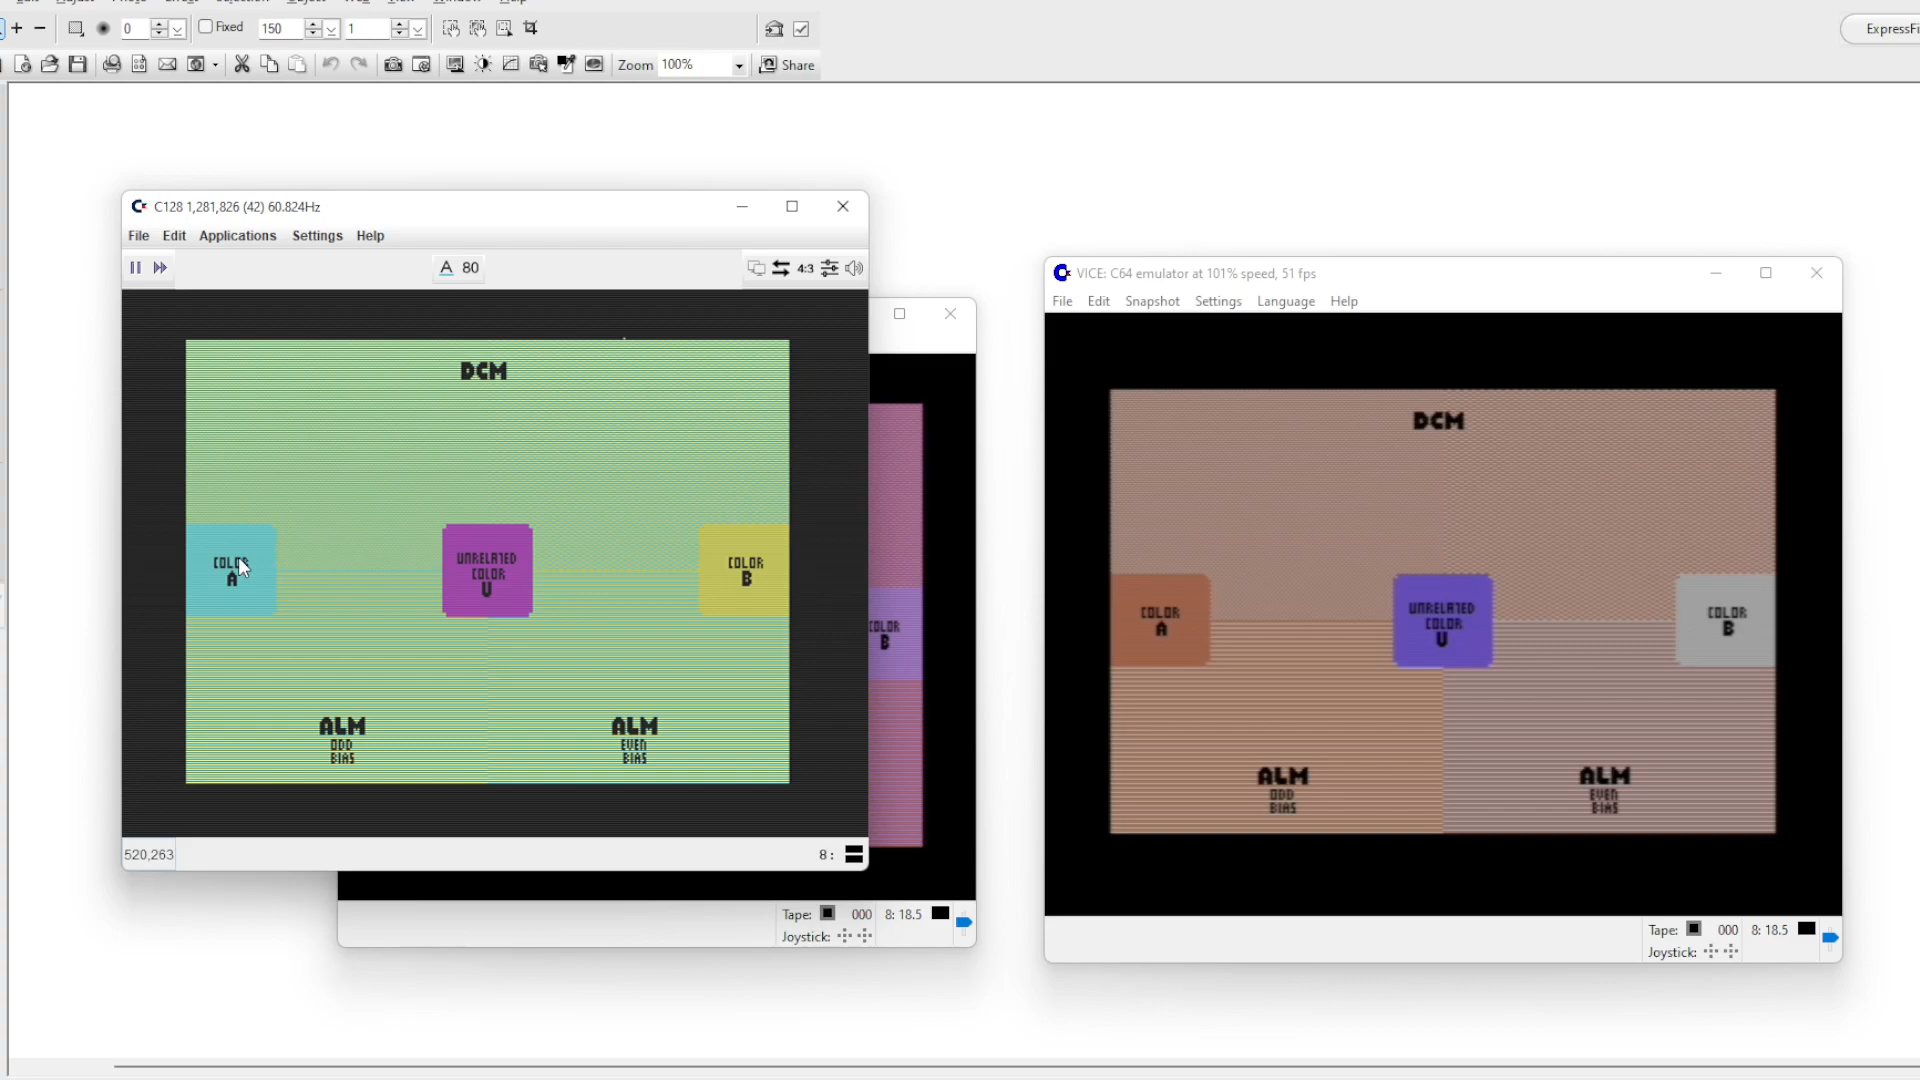 0
Fixed
150
1
ExpressFi
Zoom 100%
Share
C128 1,281,826 (42) 60.824Hz
File Edit Applications Settings Help
A 80
4:3
DCM
COLOR
A
UNRELATED
COLOR
U
COLOR
B
ALM
ODD
BIAS
ALM
EVEN
BIAS
520,263
8:
COLOR
B
Tape: 000 8: 18.5
Joystick:
VICE: C64 emulator at 101% speed, 51 fps
File Edit Snapshot Settings Language Help
DCM
COLOR
A
UNRELATED
COLOR
U
COLOR
B
ALM
ODD
BIAS
ALM
EVEN
BIAS
Tape: 000 8: 18.5
Joystick: